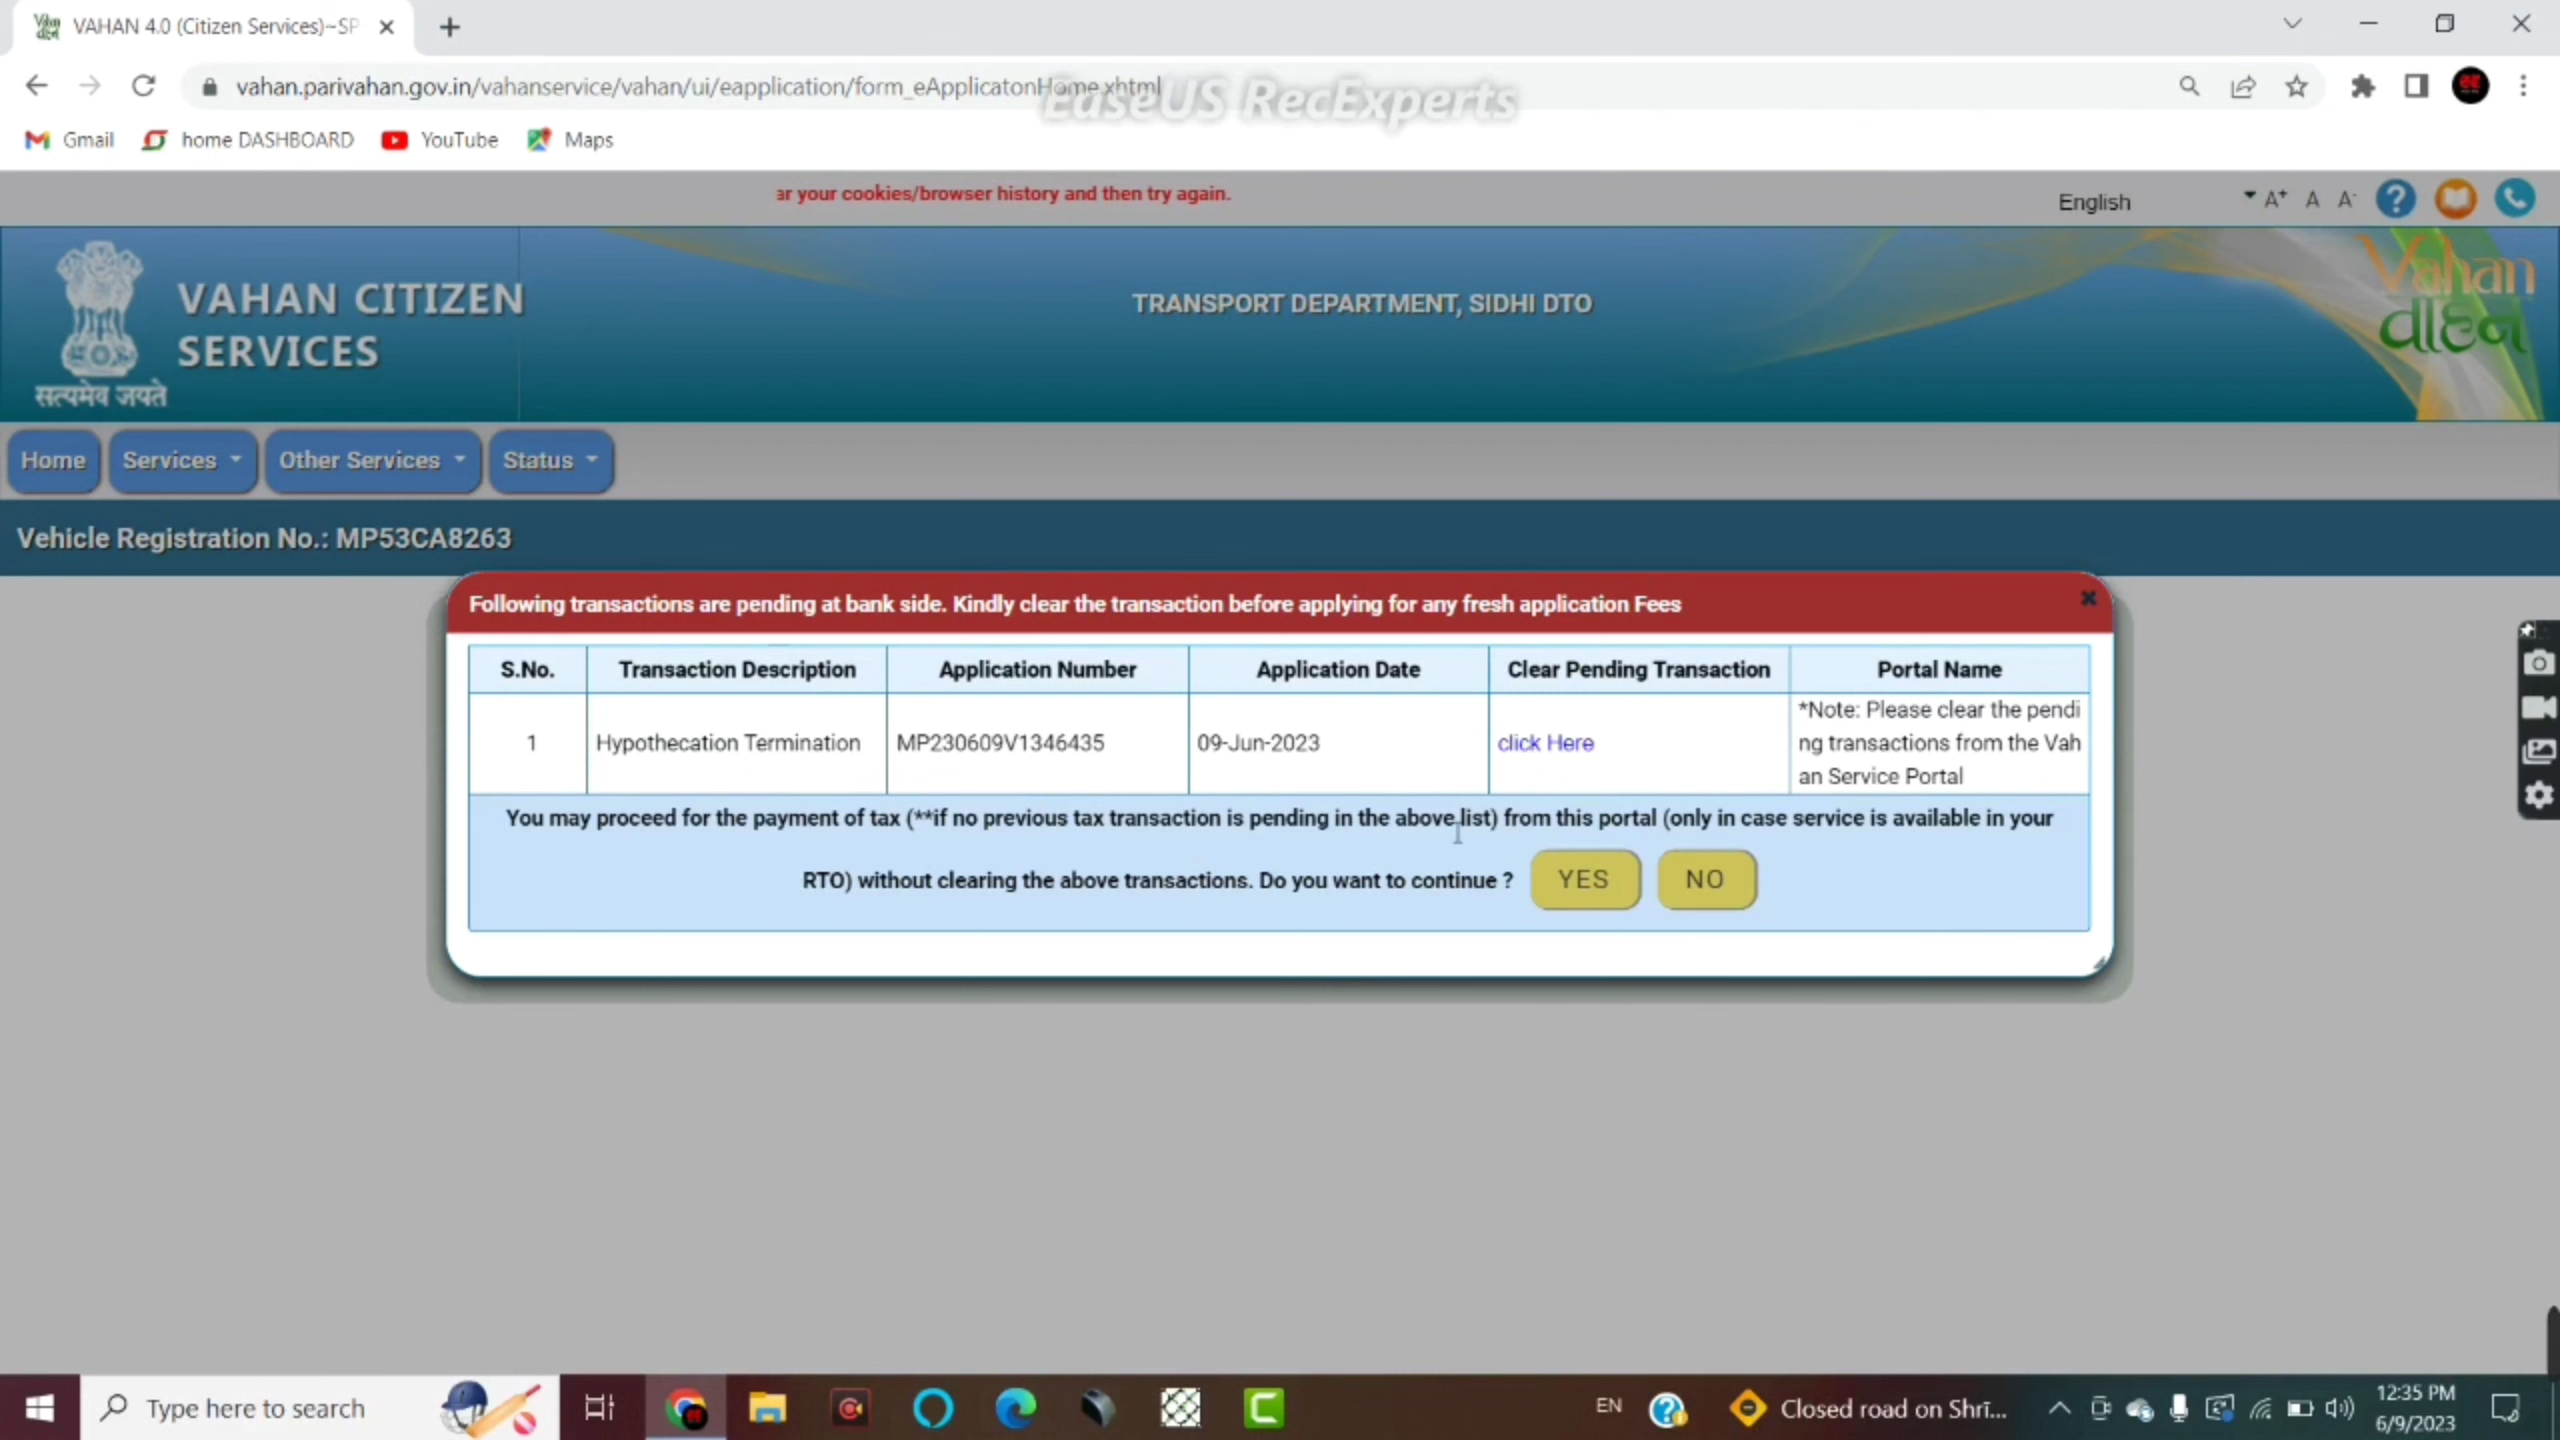 VAHAN 4.0 (Citizen Services)~SP
vahan.parivahan.gov.in/vahanservice/vahan/ui/eapplication/form_eApplicatonHome.xhtml
EaseUS RecExperts
Gmail
home DASHBOARD
YouTube
Maps
ar your cookies/browser history and then try again.
English
A+ A A-
VAHAN CITIZEN
SERVICES
सत्यमेव जयते
TRANSPORT DEPARTMENT, SIDHI DTO
Vahan
वाहन
Home
Services
Other Services
Status
Vehicle Registration No.: MP53CA8263
Following transactions are pending at bank side. Kindly clear the transaction before applying for any fresh application Fees
S.No. Transaction Description Application Number Application Date Clear Pending Transaction Portal Name
1 Hypothecation Termination MP230609V1346435 09-Jun-2023 click Here
*Note: Please clear the pendi
ng transactions from the Vah
an Service Portal
You may proceed for the payment of tax (**if no previous tax transaction is pending in the above list) from this portal (only in case service is available in your
RTO) without clearing the above transactions. Do you want to continue ? YES NO
Type here to search
EN
Closed road on Shrī...
12:35 PM
6/9/2023